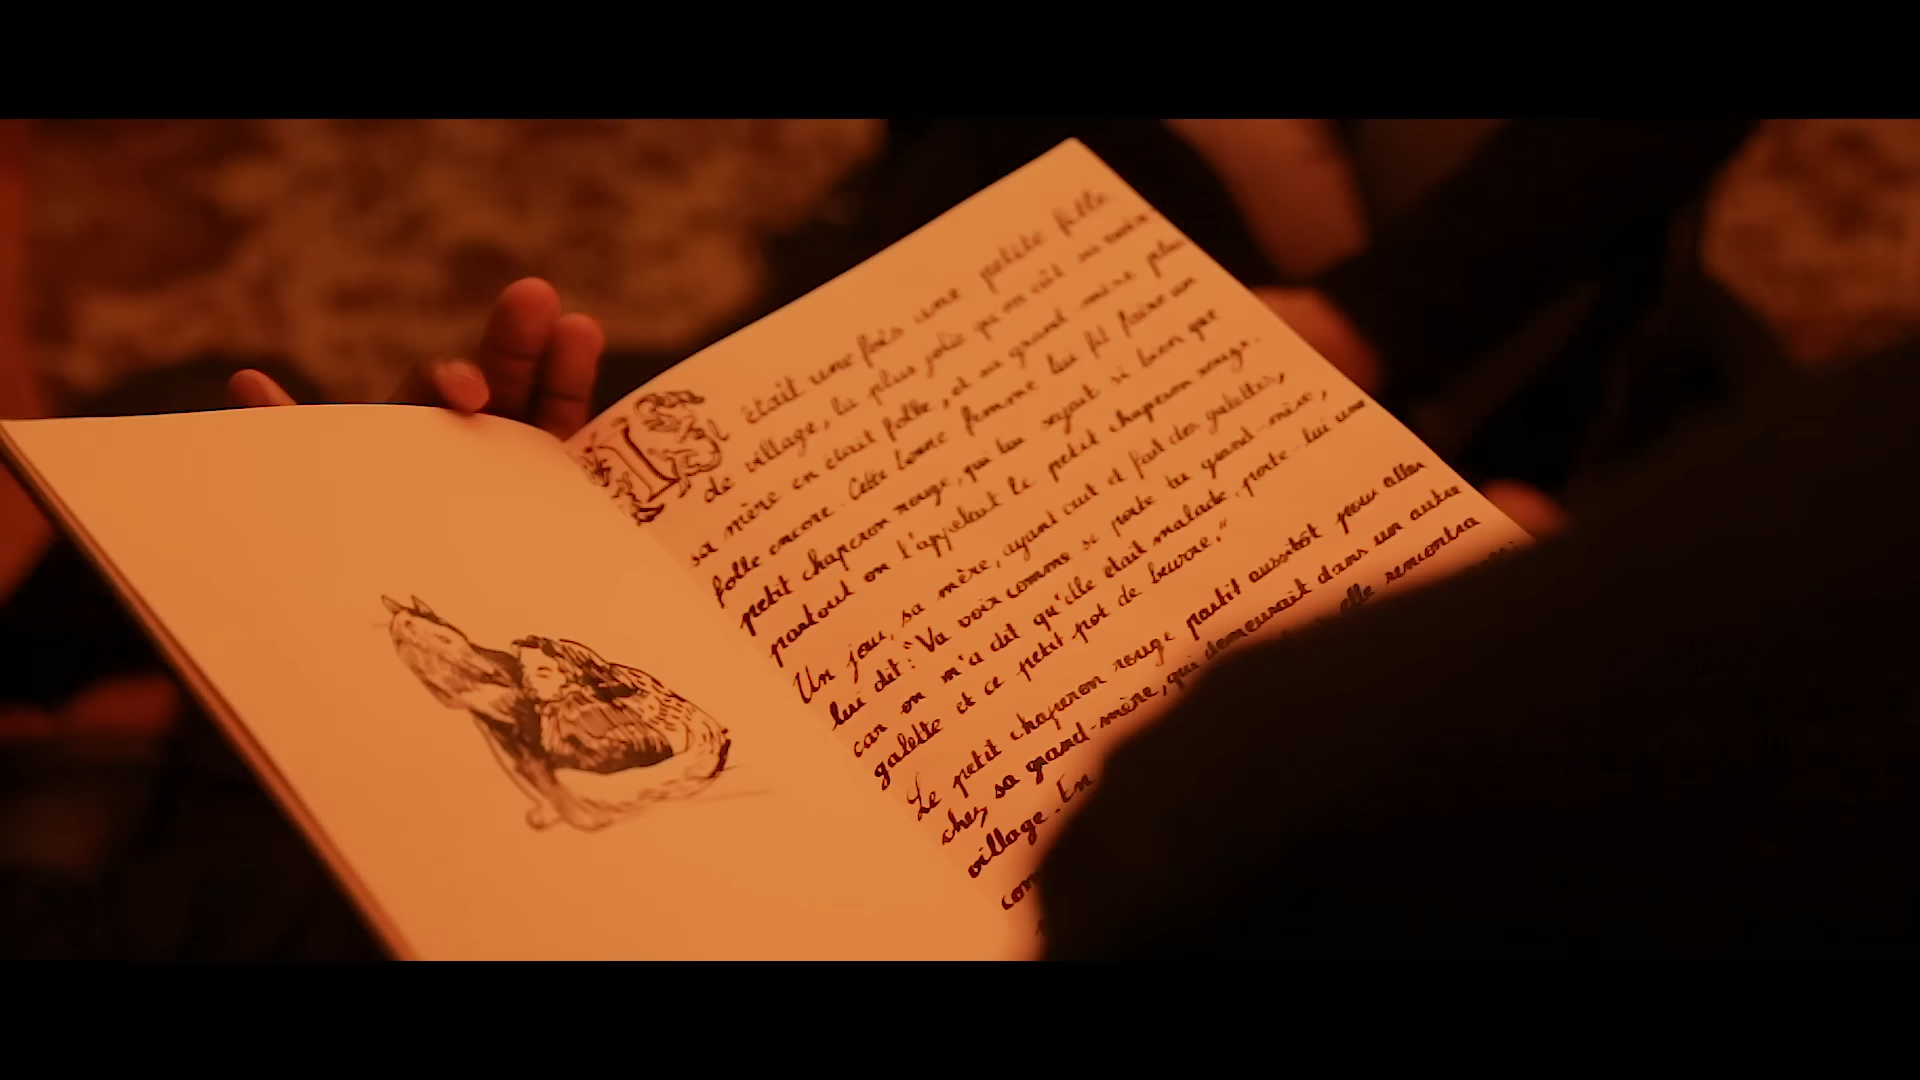 Il était une fois une petite fille
de village, la plus jolie qu'on eût su voir
sa mère en était folle, et sa grand-mère plus
folle encore. Cette bonne femme lui fit faire un
petit chaperon rouge, qui lui seyait si bien que
partout on l'appelait le petit chaperon rouge.
Un jour, sa mère, ayant cuit et fait des galettes,
lui dit : "Va voir comme se porte ta grand-mère,
car on m'a dit qu'elle était malade. porte-lui une
galette et ce petit pot de beurre."
Le petit chaperon rouge partit aussitôt pour aller
chez sa grand-mère, qui demeurait dans un autre
village. En elle rencontra
com